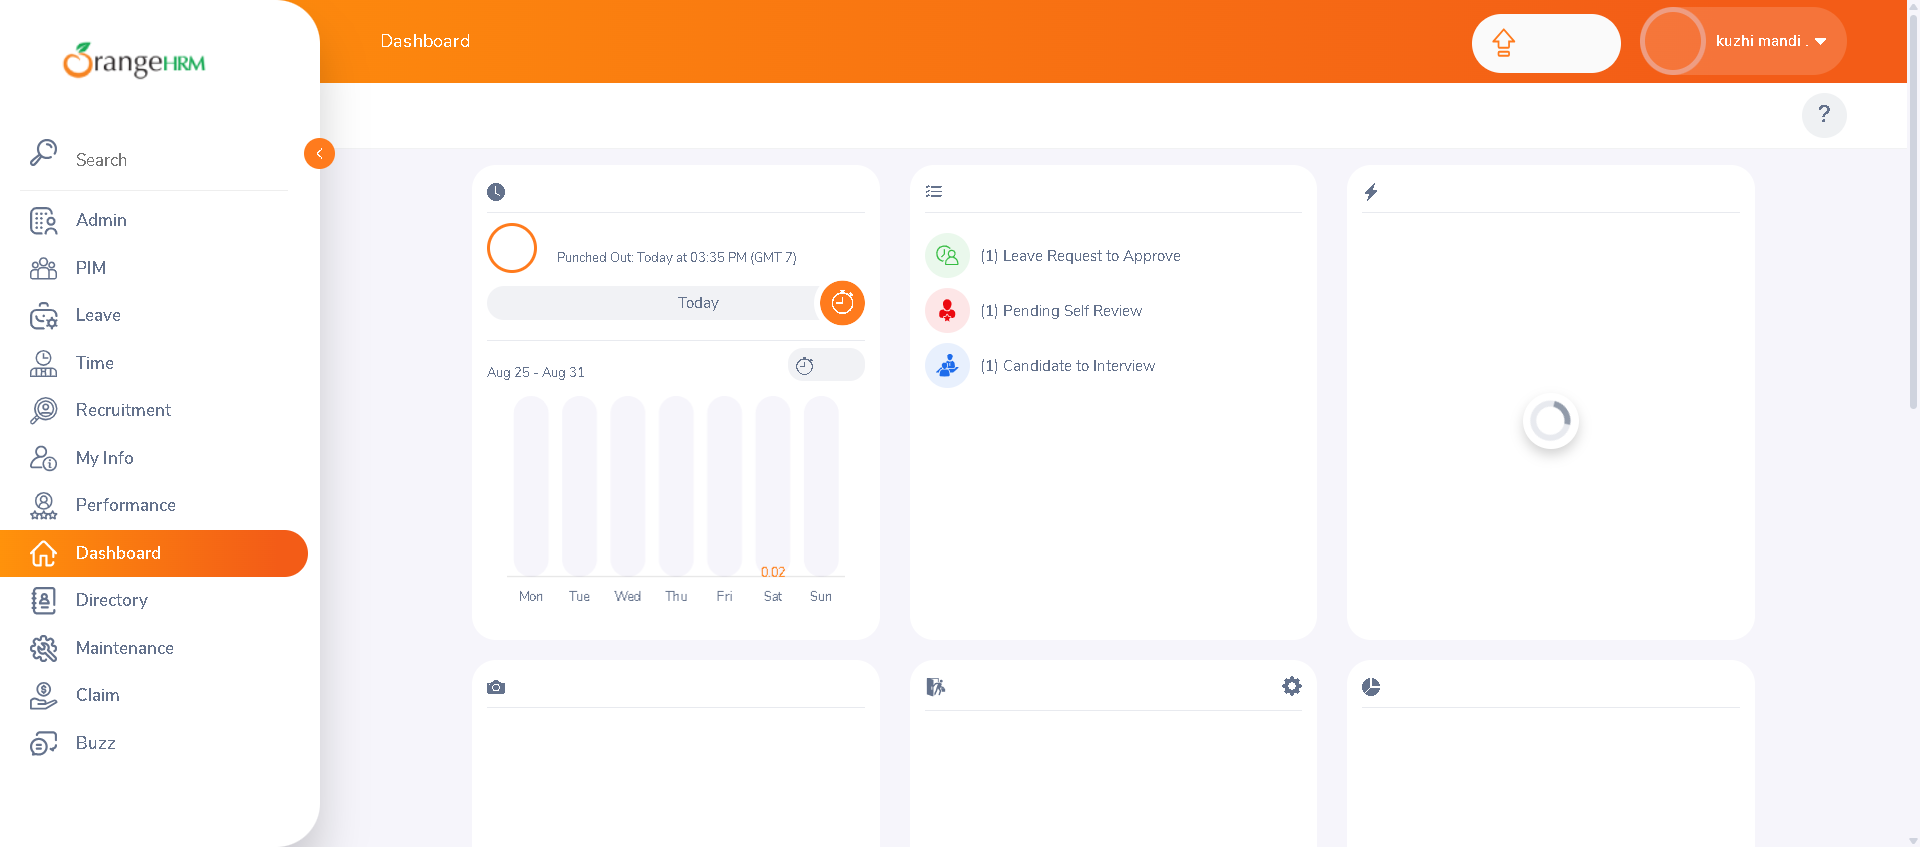 OrangeHRM
Dashboard
kuzhi mandi .
?
Search
Admin
PIM
Leave
Time
Recruitment
My Info
Performance
Dashboard
Directory
Maintenance
Claim
Buzz
Punched Out: Today at 03:35 PM (GMT 7)
Today
Aug 25 - Aug 31
0.02
Mon Tue Wed Thu Fri Sat Sun
(1) Leave Request to Approve
(1) Pending Self Review
(1) Candidate to Interview